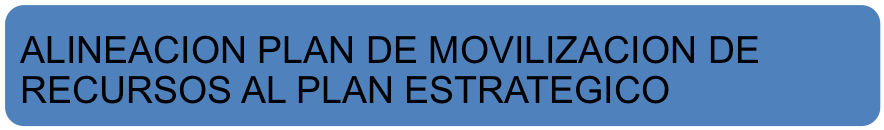 ALINEACION PLAN DE MOVILIZACION DE
RECURSOS AL PLAN ESTRATEGICO